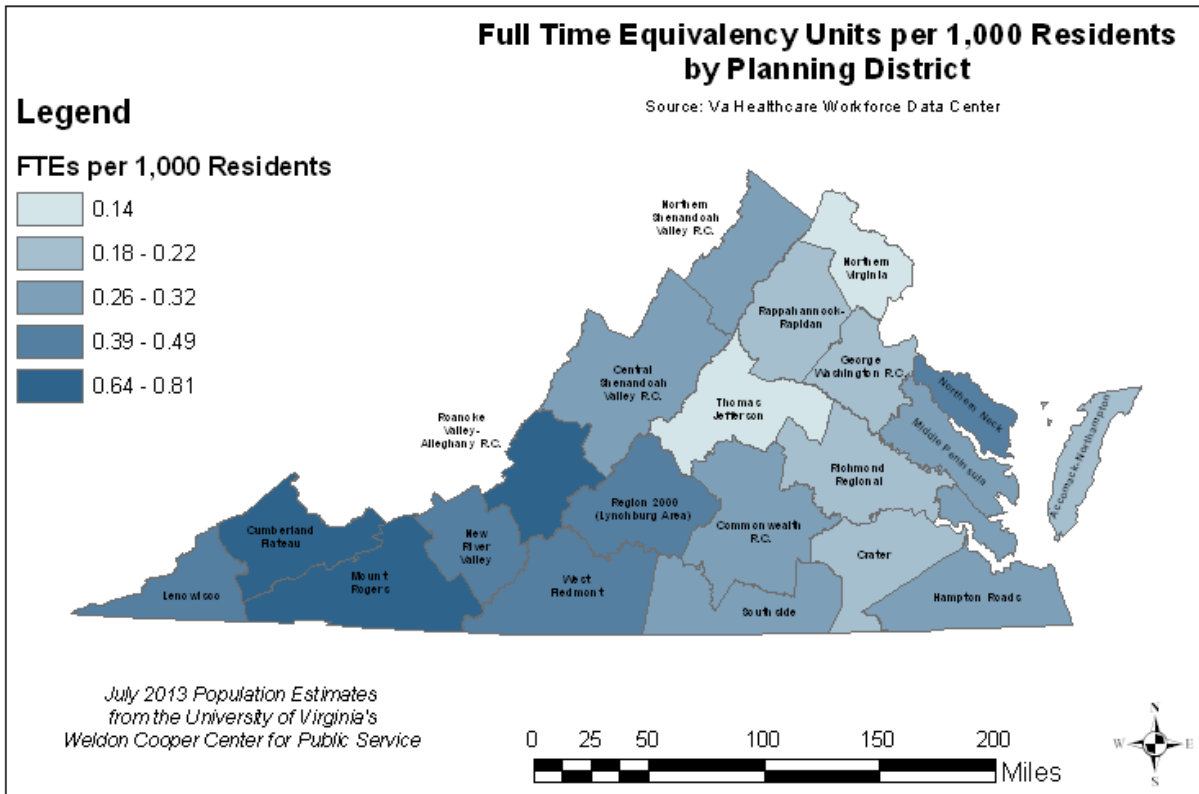 Full Time Equivalency Units per 1,000 Residents
by Planning District
Source: Va Healthcare Workforce Data Center
Legend
FTEs per 1,000 Residents
0.14
0.18 - 0.22
0.26 - 0.32
0.39 - 0.49
0.64 - 0.81
Northern
Shenandoah
Valley R.C.
Northern
Virginia
Rappahannock-
Rapidan
George
Washington R.C.
Central
Shenandoah
Valley R.C.
Northern Neck
Thomas
Jefferson
Roanoke
Valley-
Alleghany R.C.
Middle Peninsula
Accomack-Northampton
Richmond
Regional
Region 2000
(Lynchburg Area)
Commonwealth
R.C.
Cumberland
Plateau
New
River
Valley
Crater
Mount
Rogers
West
Piedmont
Lenowisco
Southside
Hampton Roads
July 2013 Population Estimates
from the University of Virginia's
Weldon Cooper Center for Public Service
0 25 50 100 150 200
Miles
N
W E
S